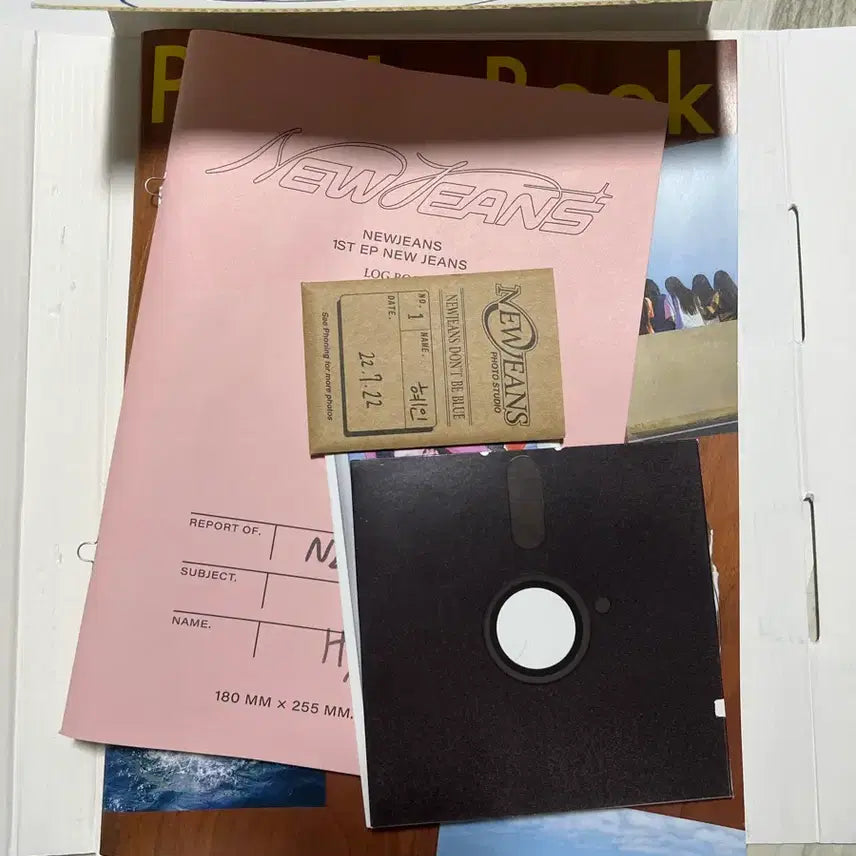 Book
NEWJEANS
NEWJEANS
1ST EP NEW JEANS
LOG
NEWJEANS
PHOTO STUDIO
NEWJEANS DON'T BE BLUE
NO. 1 NAME. 혜인
DATE. 22.7.22
See Phoning for more photos
REPORT OF.
SUBJECT.
NAME.
180 MM × 255 MM.